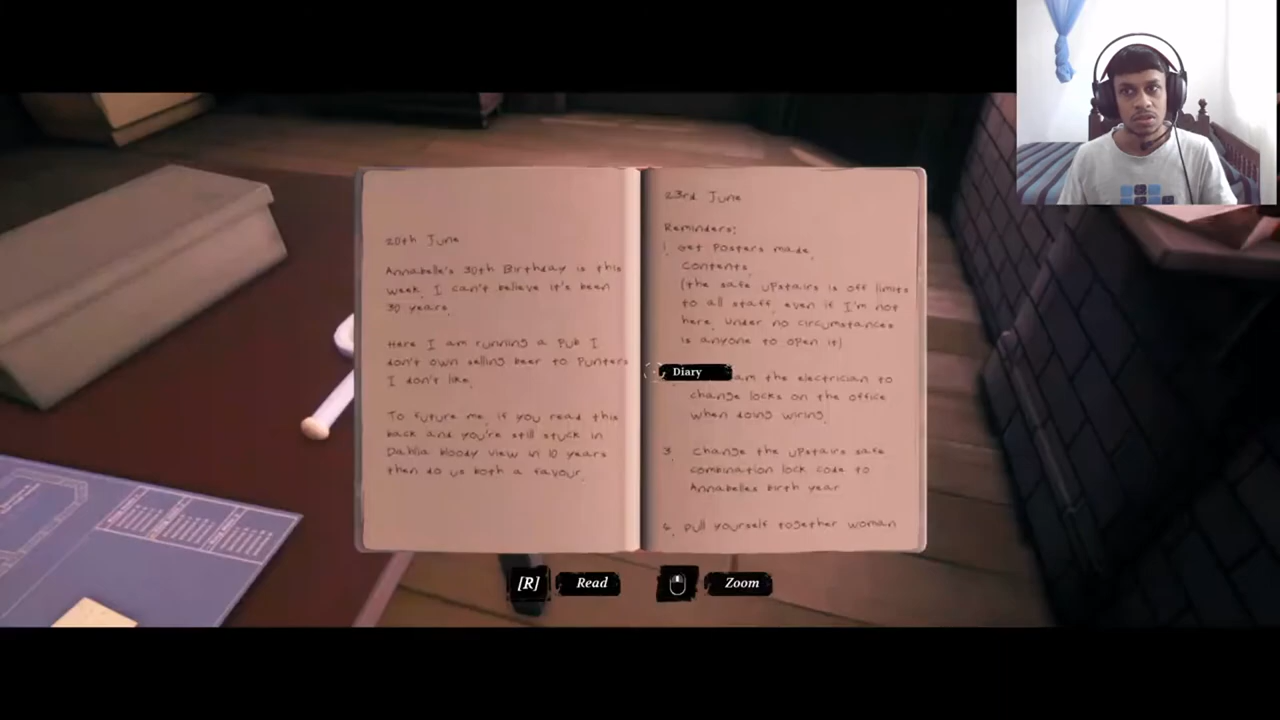 20th June
Annabelle's 30th Birthday is this
week. I can't believe it's been
30 years.
Here I am running a pub I
don't own selling beer to punters
I don't like.
To future me, if you read this
back and you're still stuck in
Dahlia bloody view in 10 years
then do us both a favour.
23rd June
Reminders:
1. Get Posters made.
Contents.
(the safe upstairs is off limits
to all staff, even if I'm not
here. Under no circumstances
is anyone to open it)
Diary
am the electrician to
change locks on the office
when doing wiring.
3. Change the upstairs safe
combination lock code to
Annabelles birth year
4. Pull yourself together woman
[R] Read
Zoom